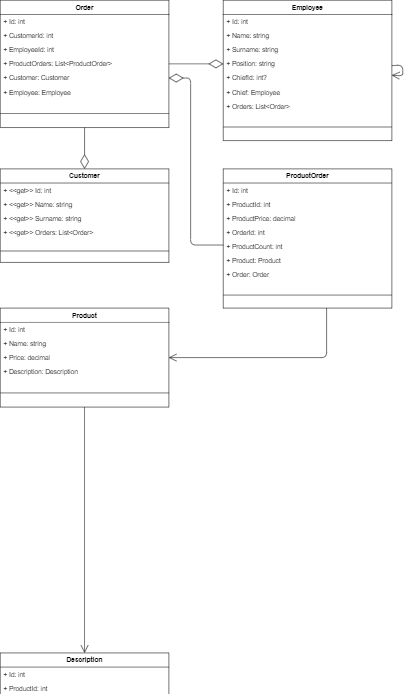 Order
+ Id: int
+ CustomerId: int
+ EmployeeId: int
+ ProductOrders: List<ProductOrder>
+ Customer: Customer
+ Employee: Employee
Employee
+ Id: int
+ Name: string
+ Surname: string
+ Position: string
+ ChiefId: int?
+ Chief: Employee
+ Orders: List<Order>
Customer
+ <<get>> Id: int
+ <<get>> Name: string
+ <<get>> Surname: string
+ <<get>> Orders: List<Order>
ProductOrder
+ Id: int
+ ProductId: int
+ ProductPrice: decimal
+ OrderId: int
+ ProductCount: int
+ Product: Product
+ Order: Order
Product
+ Id: int
+ Name: string
+ Price: decimal
+ Description: Description
Description
+ Id: int
+ ProductId: int